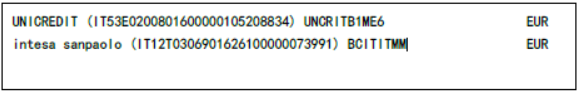 UNICREDIT (IT53E0200801600000105208834) UNCRITB1ME6 EUR
intesa sanpaolo (IT12T0306901626100000073991) BCITITMM EUR